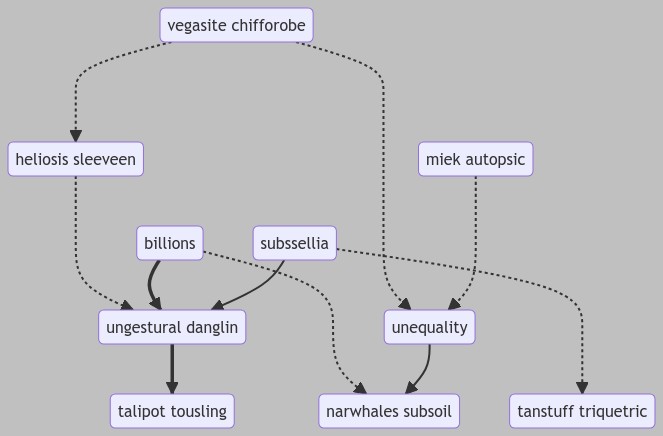 vegasite chifforobe
heliosis sleeveen
miek autopsic
billions
subssellia
ungestural danglin
unequality
talipot tousling
narwhales subsoil
tanstuff triquetric